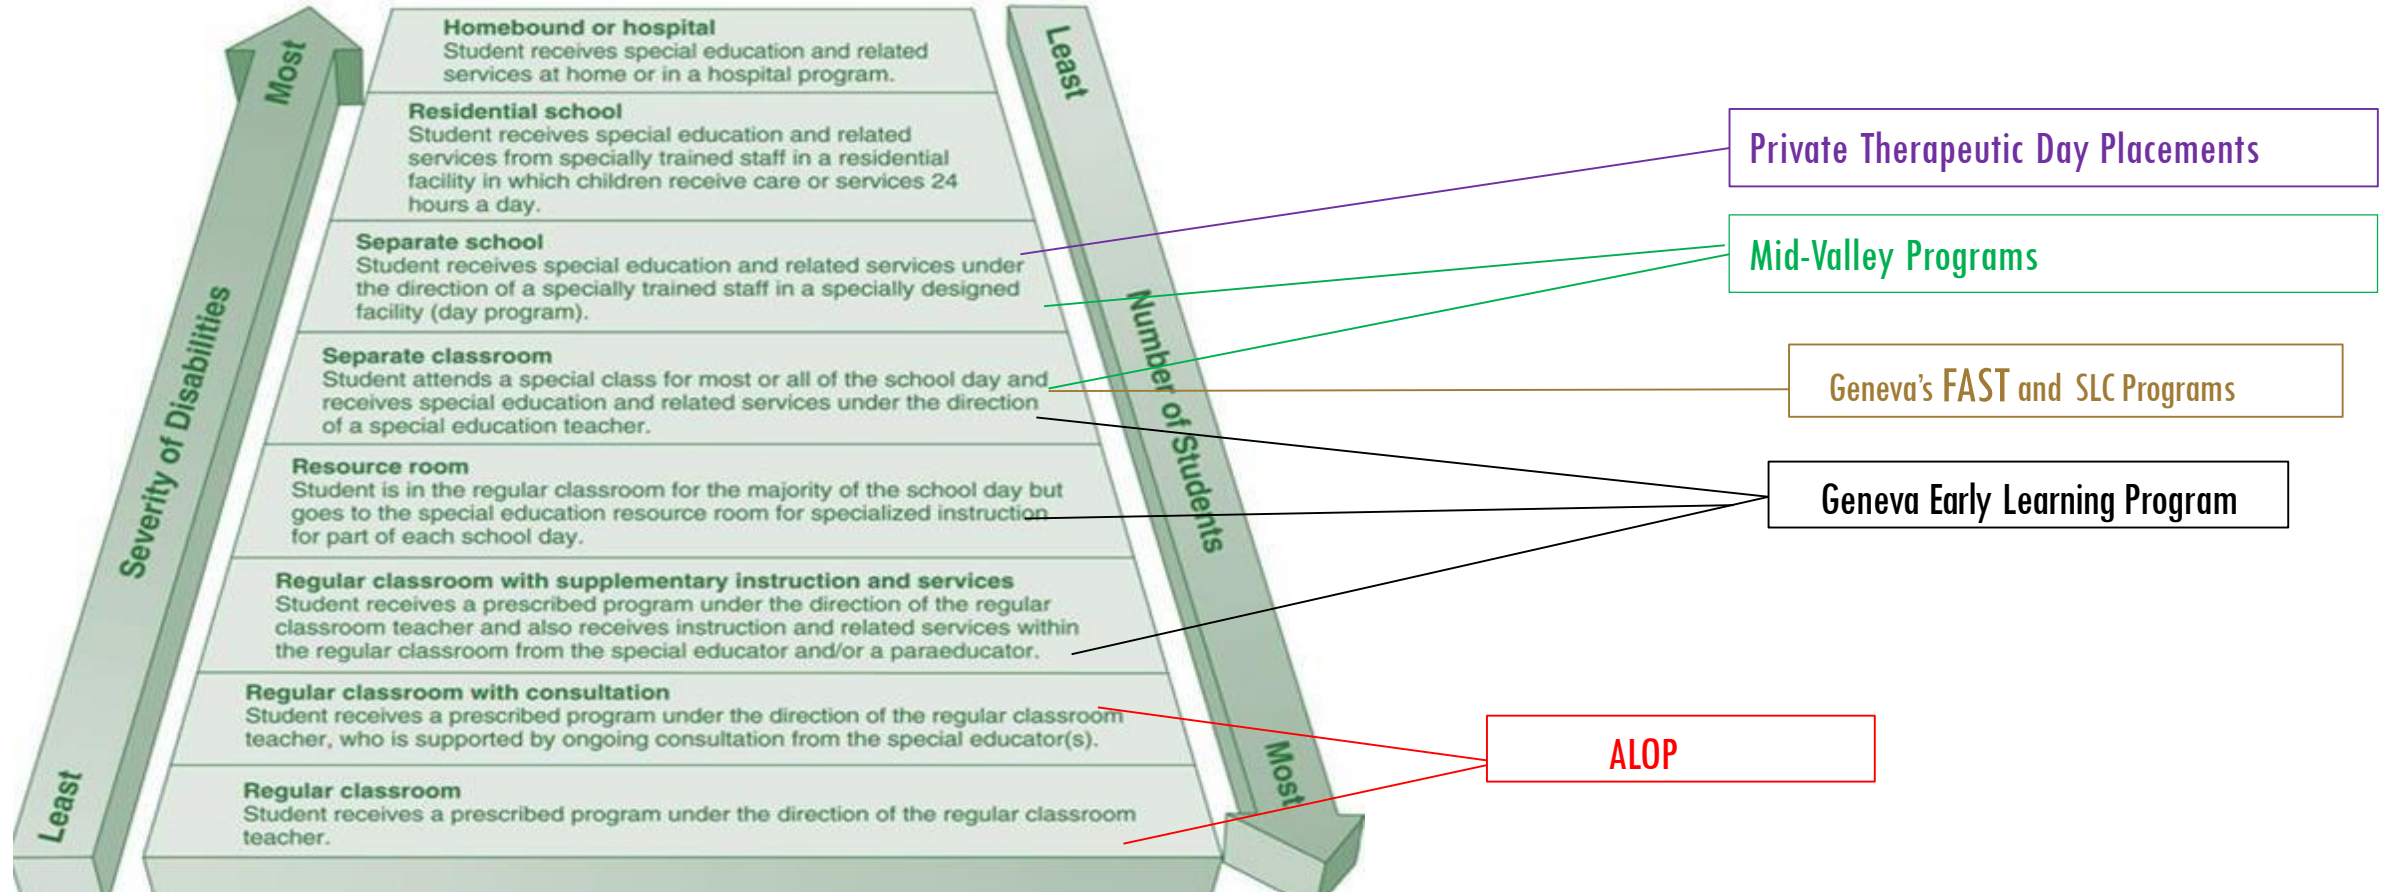 Most
Severity of Disabilities
Least
Homebound or hospital
Student receives special education and related
services at home or in a hospital program.
Residential school
Student receives special education and related
services from specially trained staff in a residential
facility in which children receive care or services 24
hours a day.
Separate school
Student receives special education and related services under
the direction of a specially trained staff in a specially designed
facility (day program).
Separate classroom
Student attends a special class for most or all of the school day and
receives special education and related services under the direction
of a special education teacher.
Resource room
Student is in the regular classroom for the majority of the school day but
goes to the special education resource room for specialized instruction
for part of each school day.
Regular classroom with supplementary instruction and services
Student receives a prescribed program under the direction of the regular
classroom teacher and also receives instruction and related services within
the regular classroom from the special educator and/or a paraeducator.
Regular classroom with consultation
Student receives a prescribed program under the direction of the regular classroom
teacher, who is supported by ongoing consultation from the special educator(s).
Regular classroom
Student receives a prescribed program under the direction of the regular classroom
teacher.
Least
Number of Students
Most
Private Therapeutic Day Placements
Mid-Valley Programs
Geneva's FAST and SLC Programs
Geneva Early Learning Program
ALOP